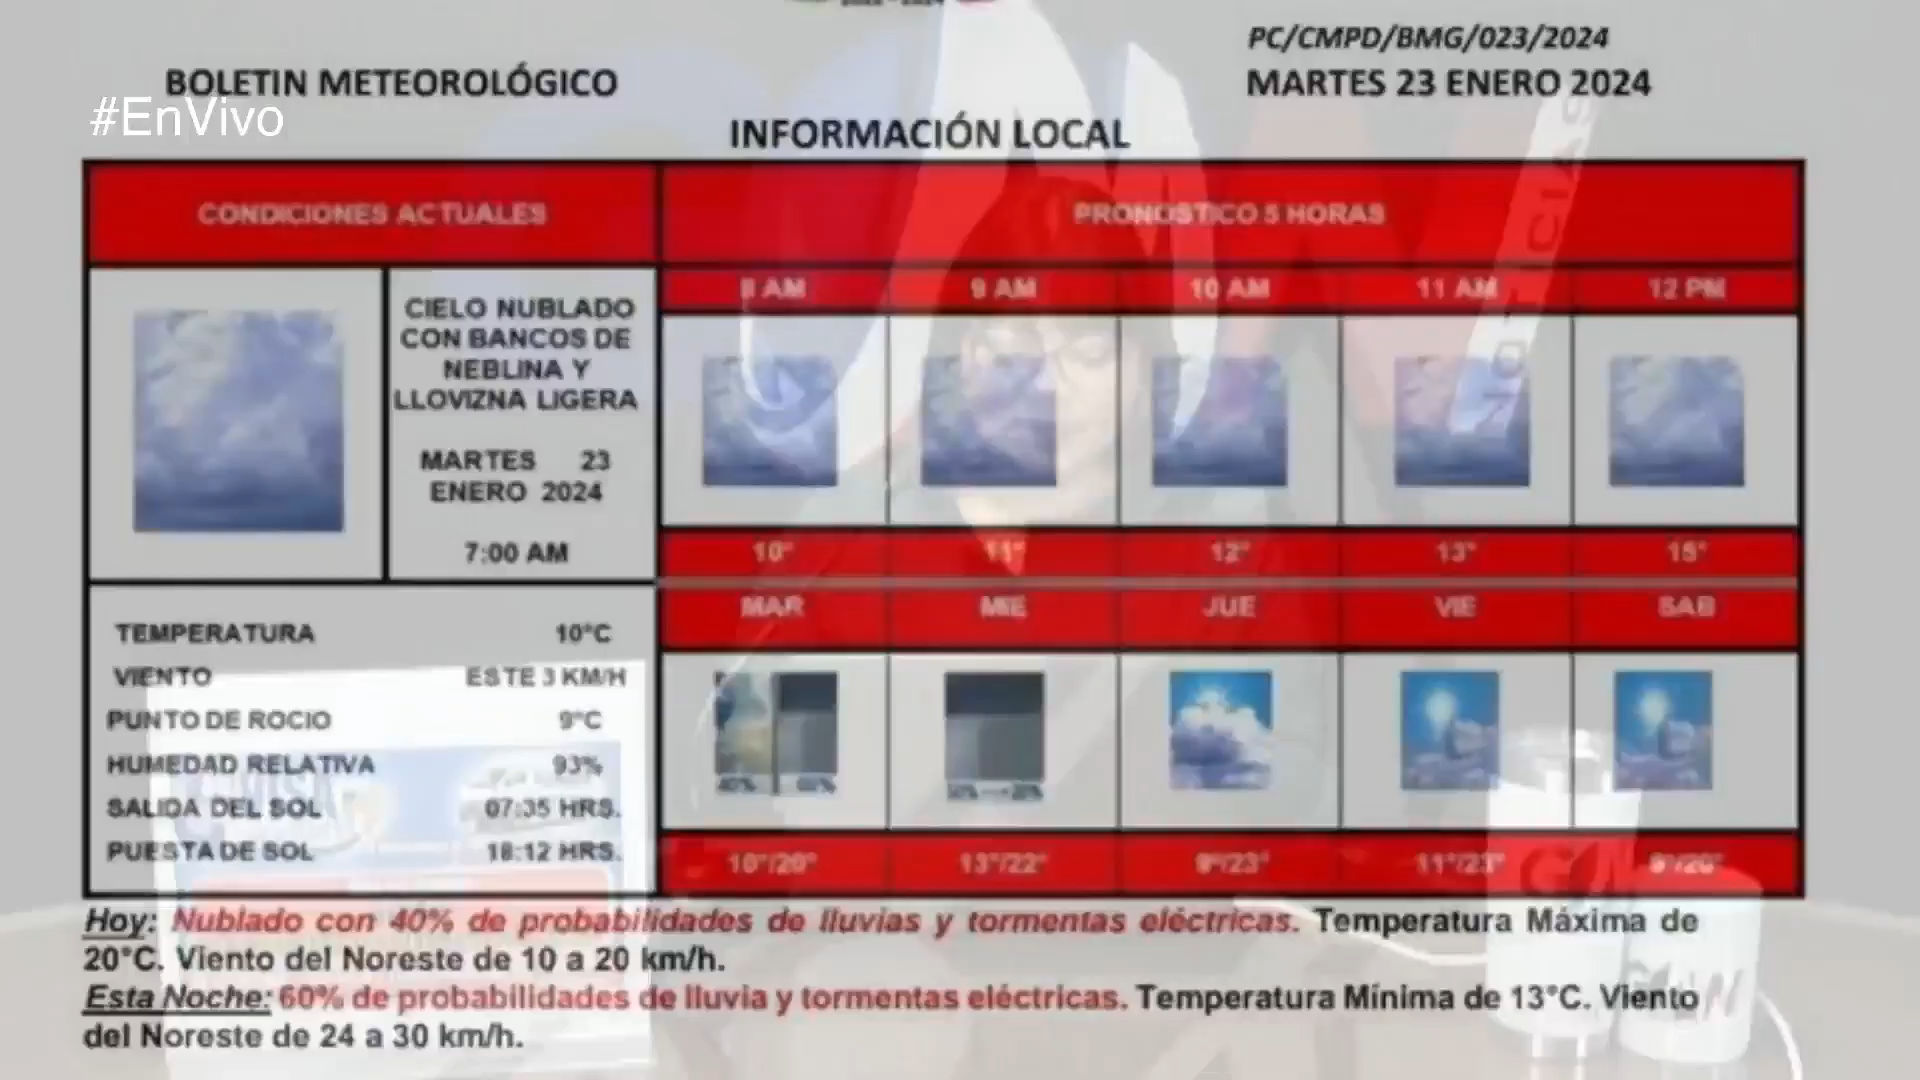 PC/CMPD/BMG/023/2024
BOLETIN METEOROLÓGICO
MARTES 23 ENERO 2024
#EnVivo
INFORMACIÓN LOCAL
CONDICIONES ACTUALES
PRONOSTICO 5 HORAS
8 AM 9 AM 10 AM 11 AM 12 PM
CIELO NUBLADO
CON BANCOS DE
NEBLINA Y
LLOVIZNA LIGERA
MARTES 23
ENERO 2024
7:00 AM
10° 11° 12° 13° 15°
MAR MIE JUE VIE SAB
TEMPERATURA 10°C
VIENTO ESTE 3 KM/H
PUNTO DE ROCIO 9°C
HUMEDAD RELATIVA 93%
SALIDA DEL SOL 07:35 HRS.
PUESTA DE SOL 18:12 HRS.
10°/20° 13°/22° 9°/23° 11°/23°
Hoy: Nublado con 40% de probabilidades de lluvias y tormentas eléctricas. Temperatura Máxima de
20°C. Viento del Noreste de 10 a 20 km/h.
Esta Noche: 60% de probabilidades de lluvia y tormentas eléctricas. Temperatura Mínima de 13°C. Viento
del Noreste de 24 a 30 km/h.
NOTICIAS